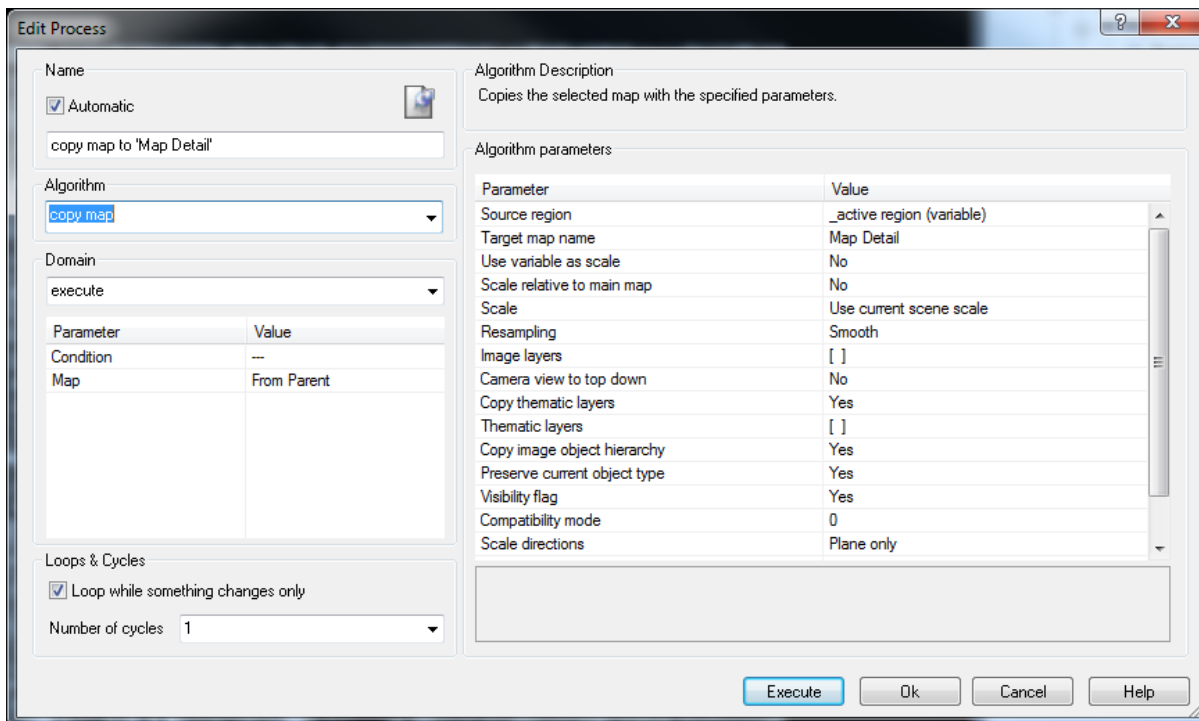 Edit Process
Name
Automatic
copy map to 'Map Detail'
Algorithm
copy map
Domain
execute
Parameter Value
Condition ---
Map From Parent
Loops & Cycles
Loop while something changes only
Number of cycles 1
Algorithm Description
Copies the selected map with the specified parameters.
Algorithm parameters
Parameter Value
Source region _active region (variable)
Target map name Map Detail
Use variable as scale No
Scale relative to main map No
Scale Use current scene scale
Resampling Smooth
Image layers [ ]
Camera view to top down No
Copy thematic layers Yes
Thematic layers [ ]
Copy image object hierarchy Yes
Preserve current object type Yes
Visibility flag Yes
Compatibility mode 0
Scale directions Plane only
Execute Ok Cancel Help